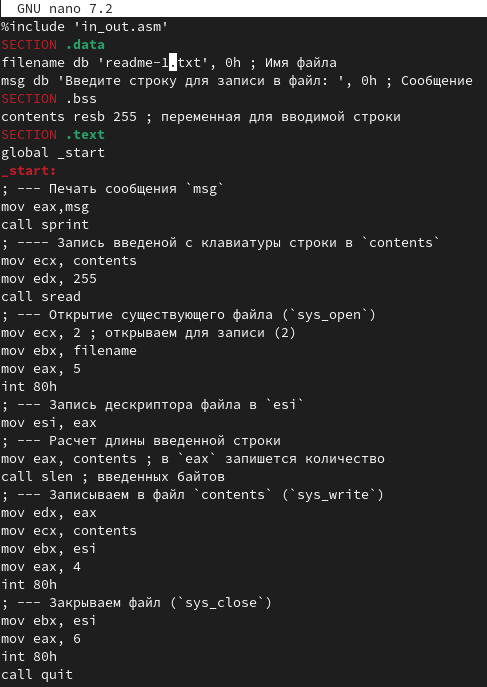 GNU nano 7.2
%include 'in_out.asm'
SECTION .data
filename db 'readme-1.txt', 0h ; Имя файла
msg db 'Введите строку для записи в файл: ', 0h ; Сообщение
SECTION .bss
contents resb 255 ; переменная для вводимой строки
SECTION .text
global _start
_start:
; --- Печать сообщения `msg`
mov eax,msg
call sprint
; ---- Запись введеной с клавиатуры строки в `contents`
mov ecx, contents
mov edx, 255
call sread
; --- Открытие существующего файла (`sys_open`)
mov ecx, 2 ; открываем для записи (2)
mov ebx, filename
mov eax, 5
int 80h
; --- Запись дескриптора файла в `esi`
mov esi, eax
; --- Расчет длины введенной строки
mov eax, contents ; в `eax` запишется количество
call slen ; введенных байтов
; --- Записываем в файл `contents` (`sys_write`)
mov edx, eax
mov ecx, contents
mov ebx, esi
mov eax, 4
int 80h
; --- Закрываем файл (`sys_close`)
mov ebx, esi
mov eax, 6
int 80h
call quit